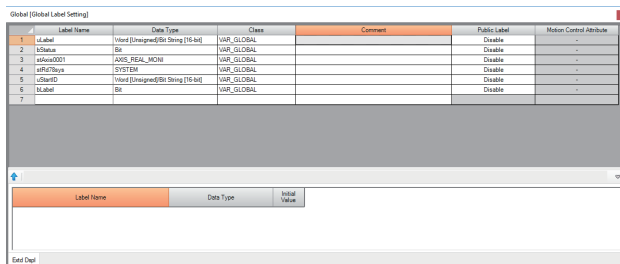 Global [Global Label Setting]
Label Name Data Type Class Comment Public Label Motion Control Attribute
1 uLabel Word [Unsigned]/Bit String [16-bit] VAR_GLOBAL Disable -
2 bStatus Bit VAR_GLOBAL Disable -
3 stAxis0001 AXIS_REAL_MONI VAR_GLOBAL Disable -
4 stRd78sys SYSTEM VAR_GLOBAL Disable -
5 uStartID Word [Unsigned]/Bit String [16-bit] VAR_GLOBAL Disable -
6 bLabel Bit VAR_GLOBAL Disable -
7
Label Name Data Type Initial Value
Extd Dspl